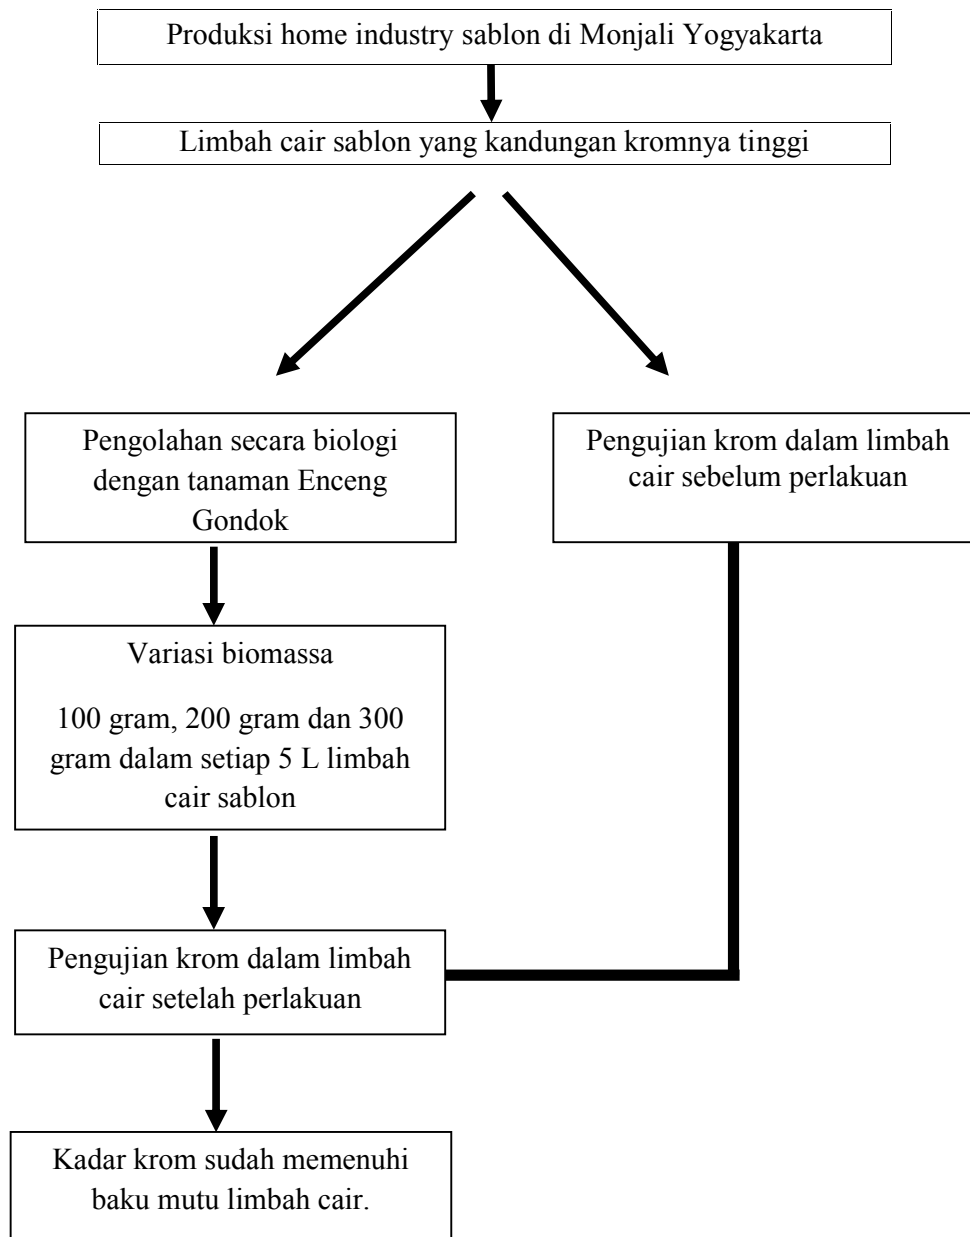 Produksi home industry sablon di Monjali Yogyakarta
Limbah cair sablon yang kandungan kromnya tinggi
Pengolahan secara biologi
dengan tanaman Enceng
Gondok
Pengujian krom dalam limbah
cair sebelum perlakuan
Variasi biomassa
100 gram, 200 gram dan 300
gram dalam setiap 5 L limbah
cair sablon
Pengujian krom dalam limbah
cair setelah perlakuan
Kadar krom sudah memenuhi
baku mutu limbah cair.